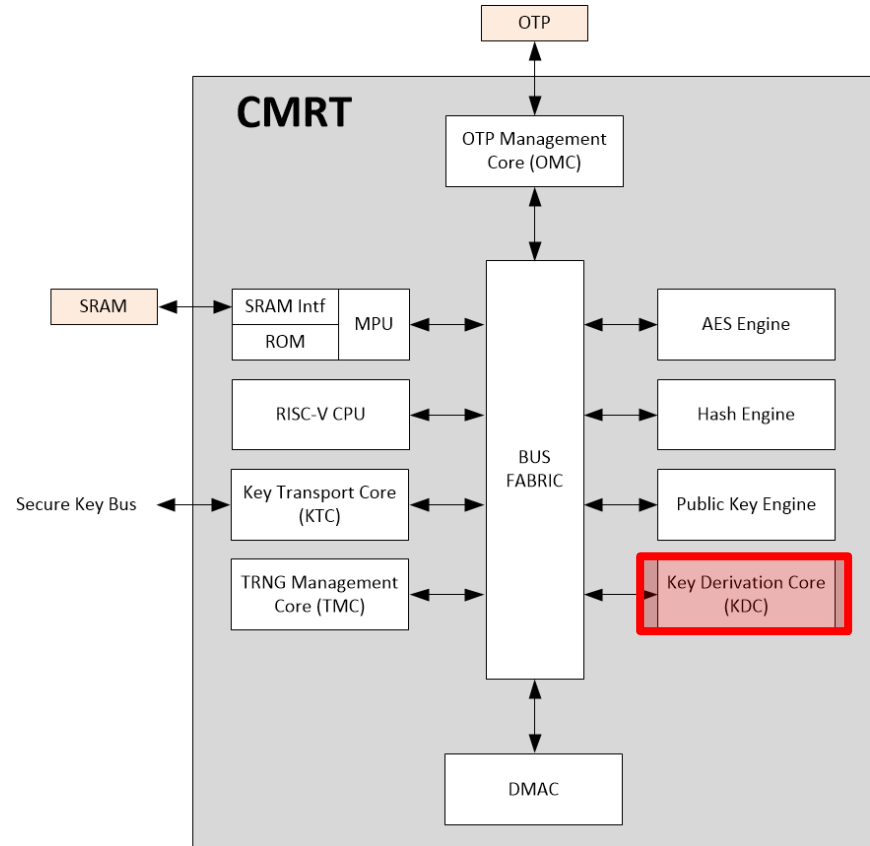 OTP
CMRT
OTP Management
Core (OMC)
SRAM
SRAM Intf
ROM
MPU
AES Engine
RISC-V CPU
Hash Engine
BUS
FABRIC
Secure Key Bus
Key Transport Core
(KTC)
Public Key Engine
TRNG Management
Core (TMC)
Key Derivation Core
(KDC)
DMAC